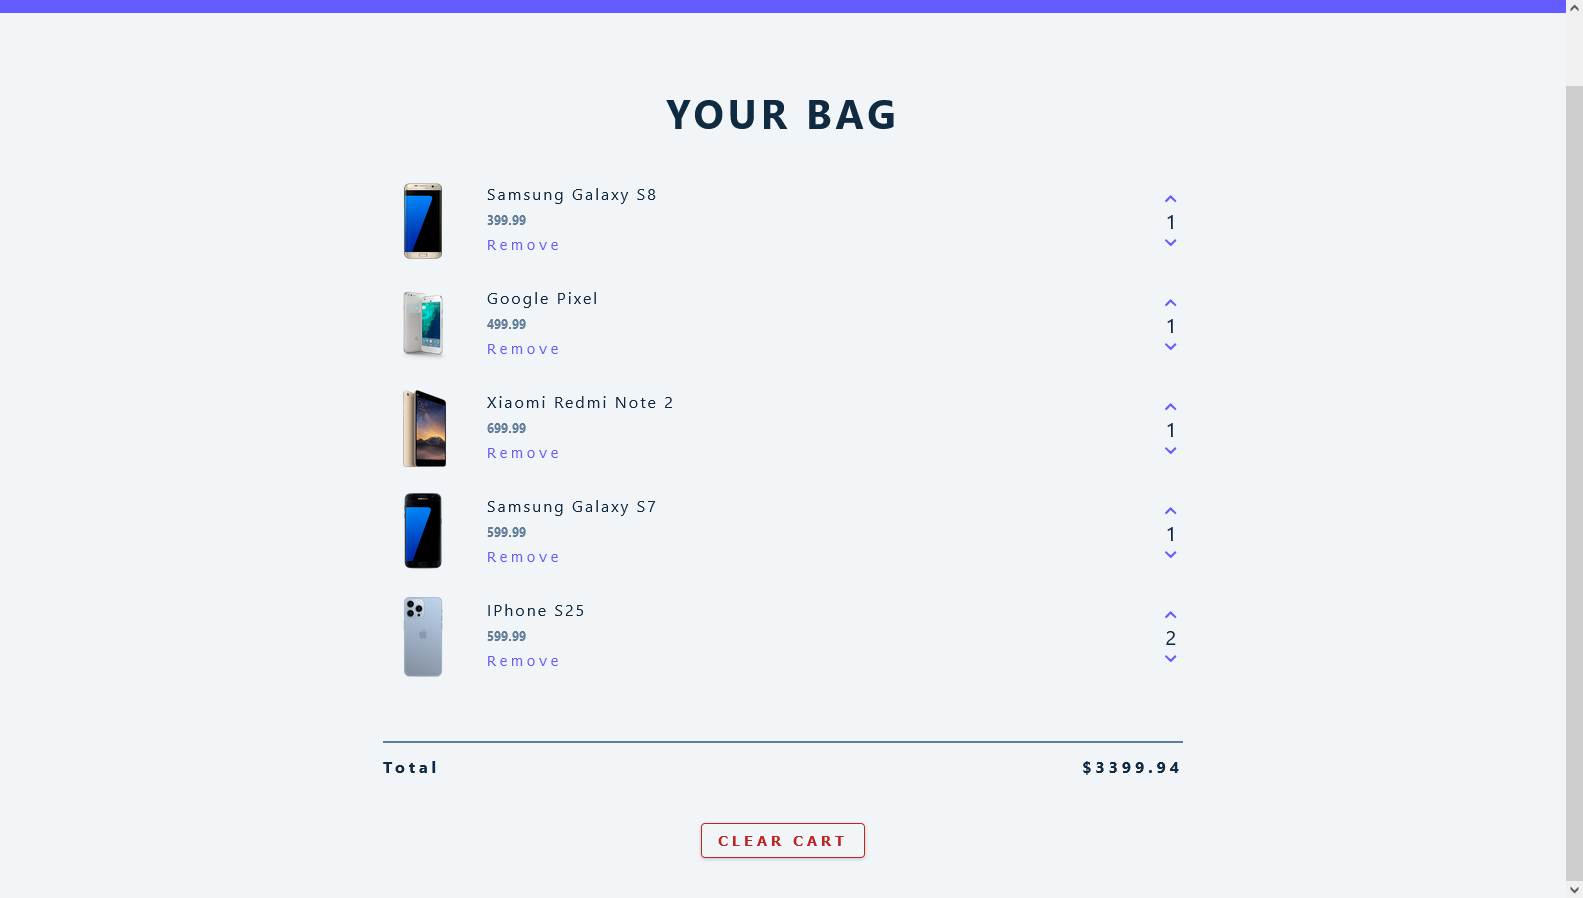 YOUR BAG
Samsung Galaxy S8
399.99
Remove
1
Google Pixel
499.99
Remove
1
Xiaomi Redmi Note 2
699.99
Remove
1
Samsung Galaxy S7
599.99
Remove
1
IPhone S25
599.99
Remove
2
Total $3399.94
CLEAR CART